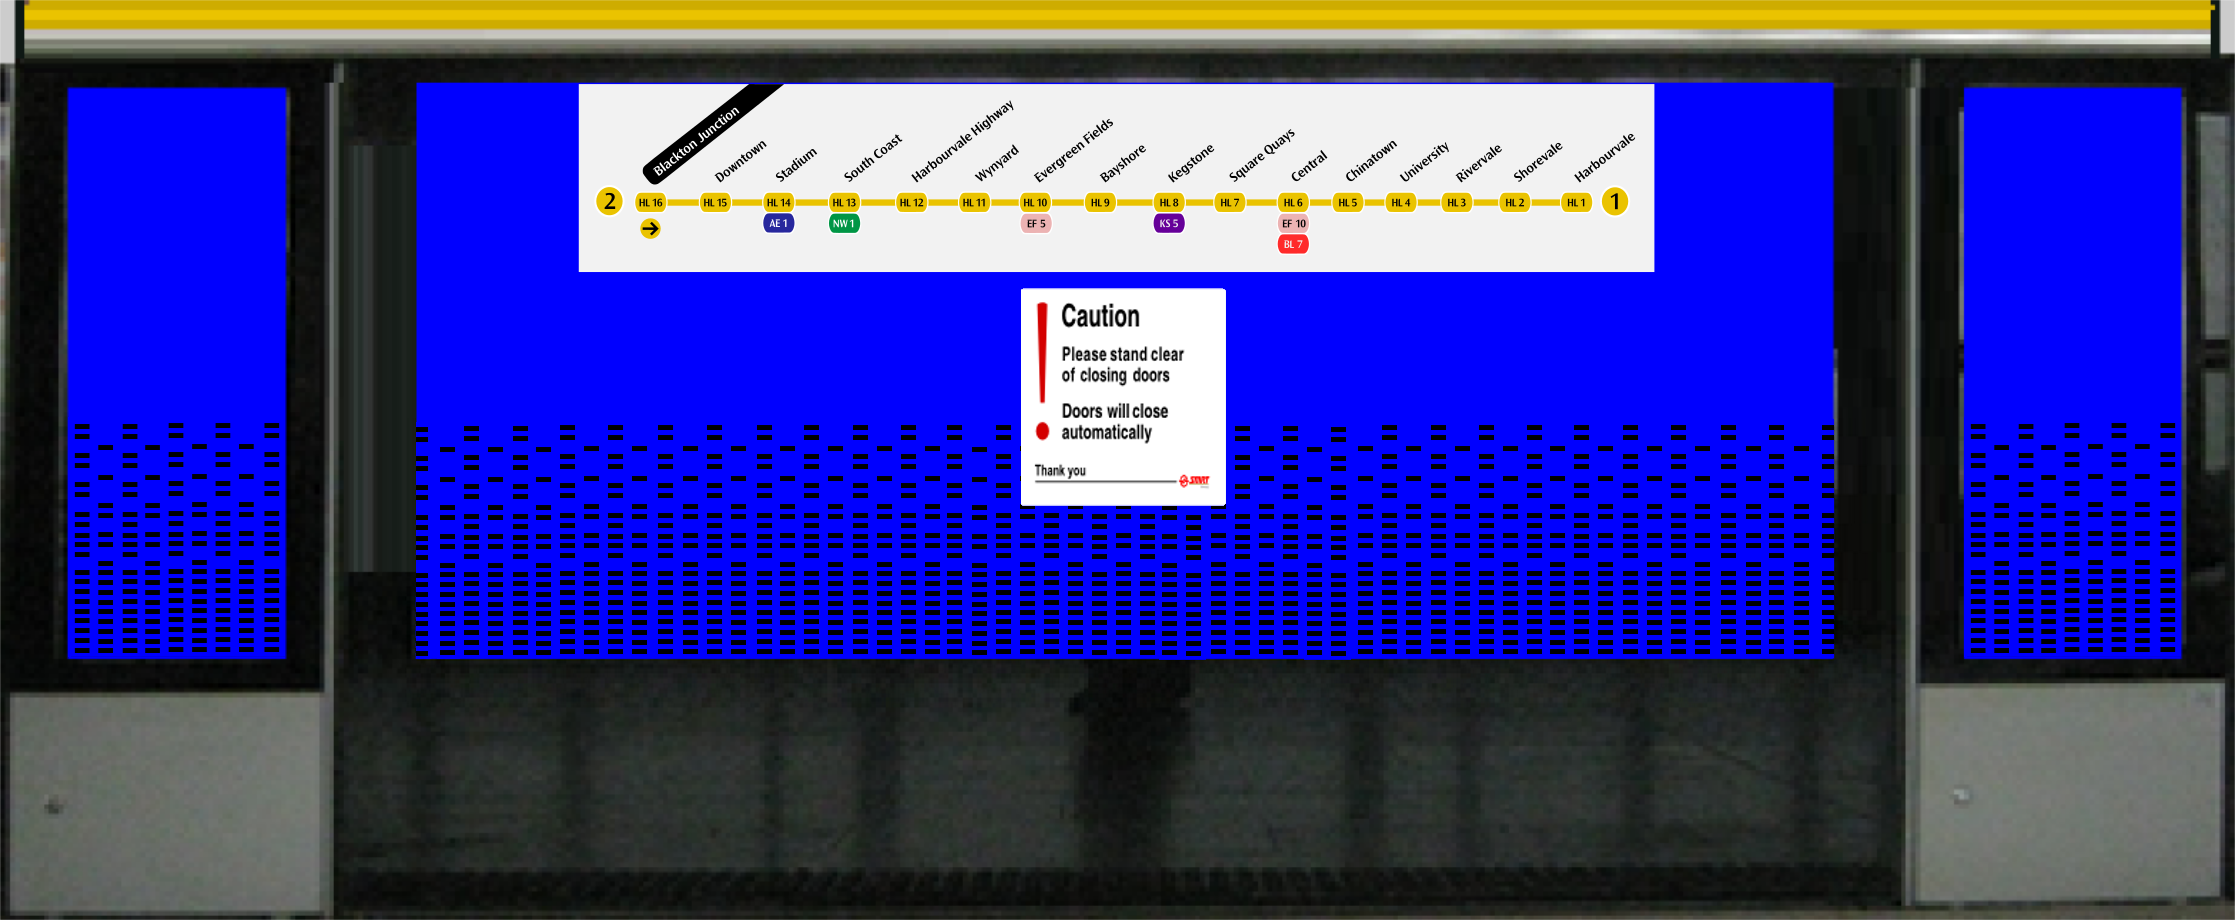 Blackton Junction
Downtown
Stadium
South Coast
Harbourvale Highway
Wynyard
Evergreen Fields
Bayshore
Kegstone
Square Quays
Central
Chinatown
University
Rivervale
Shorevale
Harbourvale
2 HL 16 HL 15 HL 14 HL 13 HL 12 HL 11 HL 10 HL 9 HL 8 HL 7 HL 6 HL 5 HL 4 HL 3 HL 2 HL 1 1
AE 1 NW 1 EF 5 KS 5 EF 10
BL 7
Caution
Please stand clear
of closing doors
Doors will close
automatically
Thank you
SMRT